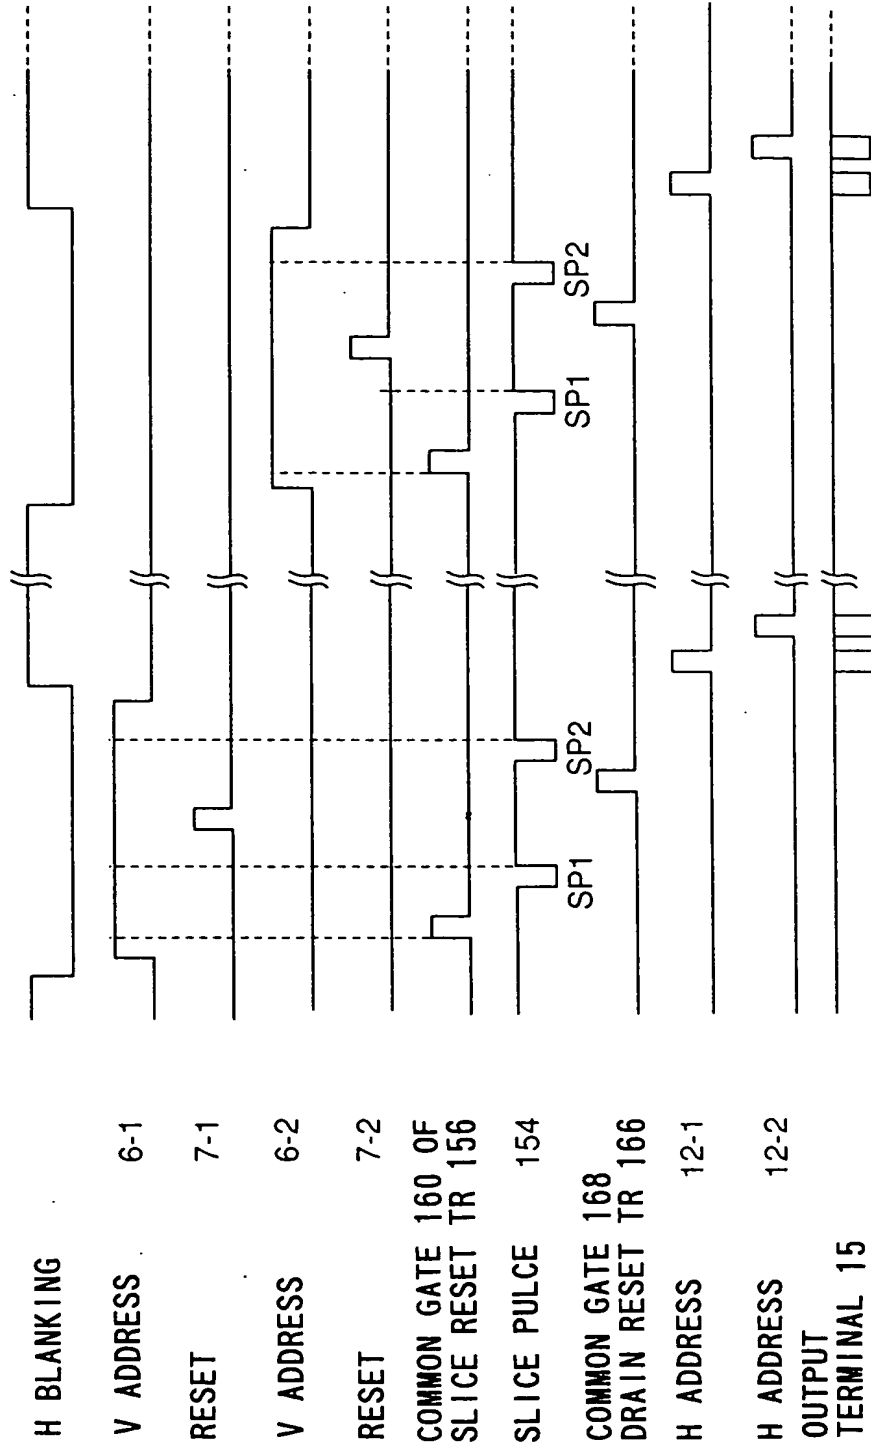 H BLANKING
V ADDRESS 6-1
RESET 7-1
V ADDRESS 6-2
RESET 7-2
COMMON GATE 160 OF
SLICE RESET TR 156
SLICE PULCE 154
SP1 SP2 SP1 SP2
COMMON GATE 168
DRAIN RESET TR 166
H ADDRESS 12-1
H ADDRESS 12-2
OUTPUT
TERMINAL 15